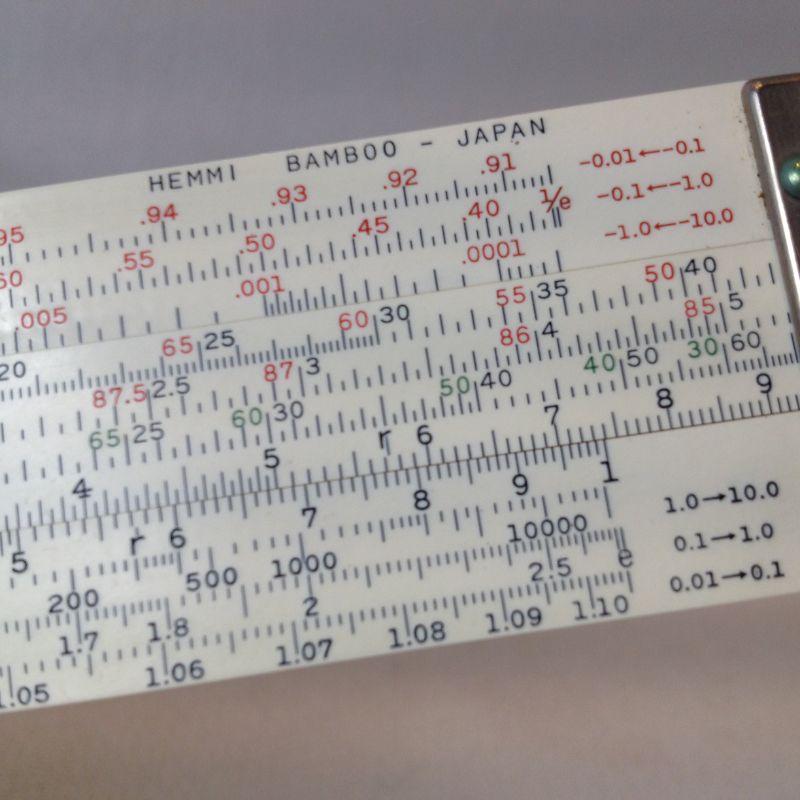 HEMMI BAMBOO - JAPAN
95 .94 .93 .92 .91 -0.01←--0.1
60 .55 .50 .45 .40 1/e -0.1←--1.0
.005 .001 .0001 -1.0←--10.0
20 65 25 60 30 55 35 50 40
87.5 2.5 87 3 86 4 85 5
65 25 60 30 50 40 40 50 30 60
4 5 r 6 7 8 9
5 r 6 7 8 9 1
200 500 1000 10000 1.0→10.0
1.7 1.8 2 2.5 e 0.1→1.0
1.05 1.06 1.07 1.08 1.09 1.10 0.01→0.1